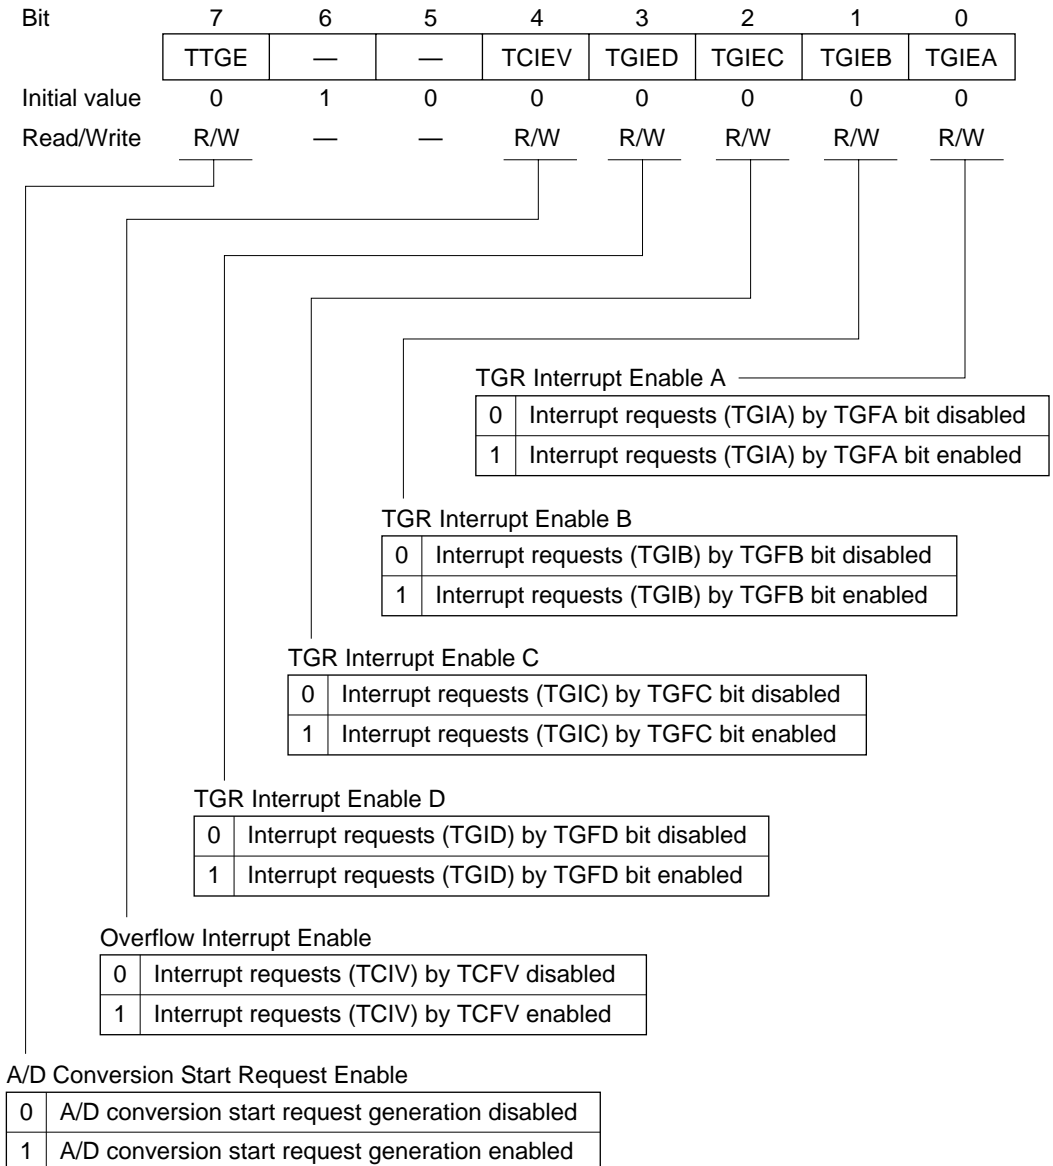 Bit 7 6 5 4 3 2 1 0
TTGE — — TCIEV TGIED TGIEC TGIEB TGIEA
Initial value 0 1 0 0 0 0 0 0
Read/Write R/W — — R/W R/W R/W R/W R/W
TGR Interrupt Enable A
0 Interrupt requests (TGIA) by TGFA bit disabled
1 Interrupt requests (TGIA) by TGFA bit enabled
TGR Interrupt Enable B
0 Interrupt requests (TGIB) by TGFB bit disabled
1 Interrupt requests (TGIB) by TGFB bit enabled
TGR Interrupt Enable C
0 Interrupt requests (TGIC) by TGFC bit disabled
1 Interrupt requests (TGIC) by TGFC bit enabled
TGR Interrupt Enable D
0 Interrupt requests (TGID) by TGFD bit disabled
1 Interrupt requests (TGID) by TGFD bit enabled
Overflow Interrupt Enable
0 Interrupt requests (TCIV) by TCFV disabled
1 Interrupt requests (TCIV) by TCFV enabled
A/D Conversion Start Request Enable
0 A/D conversion start request generation disabled
1 A/D conversion start request generation enabled